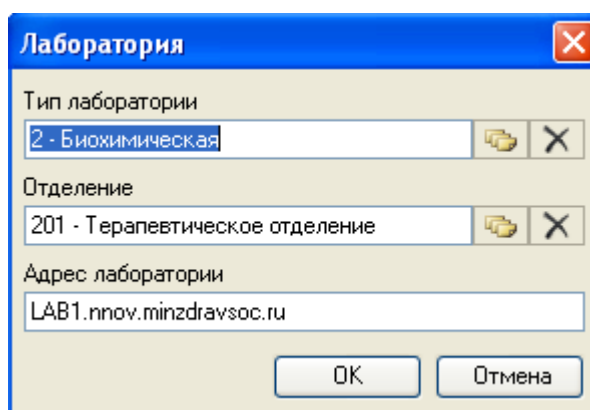 Лаборатория
Тип лаборатории
2 - Биохимическая
Отделение
201 - Терапевтическое отделение
Адрес лаборатории
LAB1.nnov.minzdravsoc.ru
OK Отмена